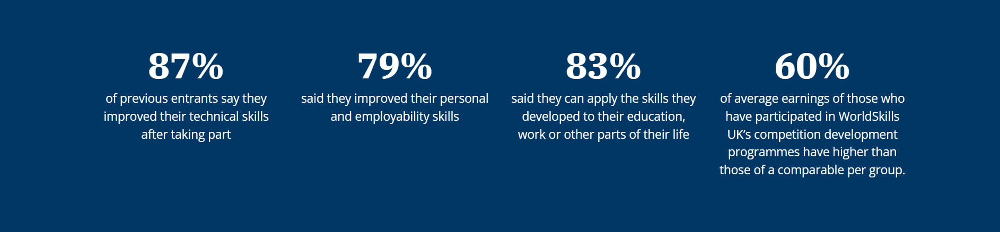 87%
of previous entrants say they
improved their technical skills
after taking part
79%
said they improved their personal
and employability skills
83%
said they can apply the skills they
developed to their education,
work or other parts of their life
60%
of average earnings of those who
have participated in WorldSkills
UK’s competition development
programmes have higher than
those of a comparable per group.